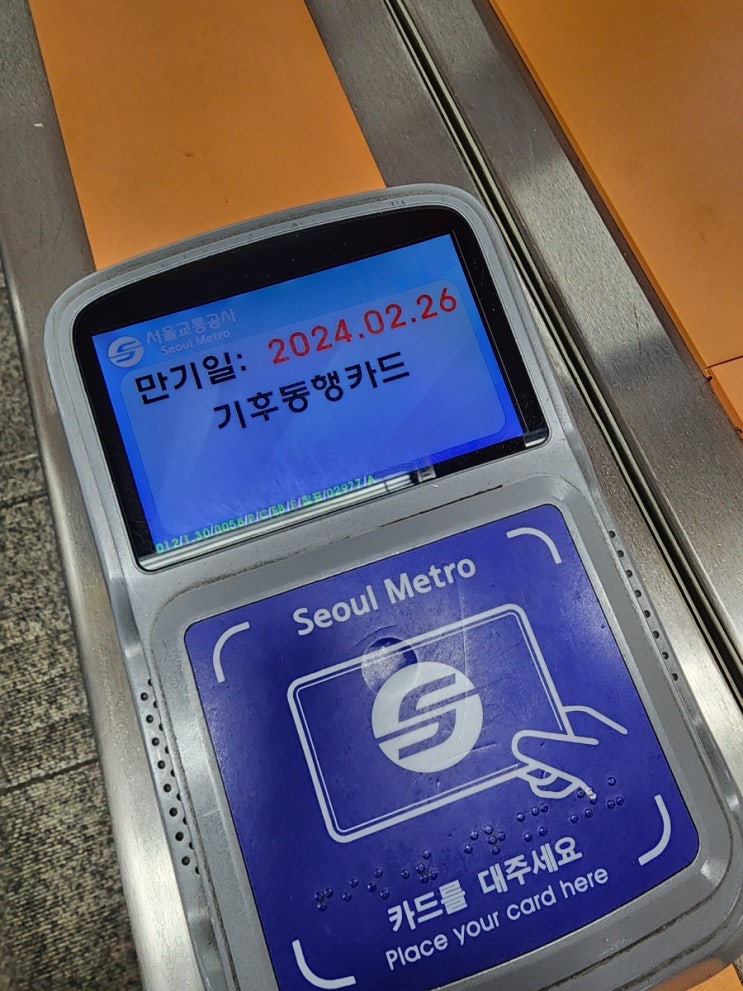 서울교통공사
Seoul Metro
만기일: 2024.02.26
기후동행카드
Seoul Metro
카드를 대주세요
Place your card here